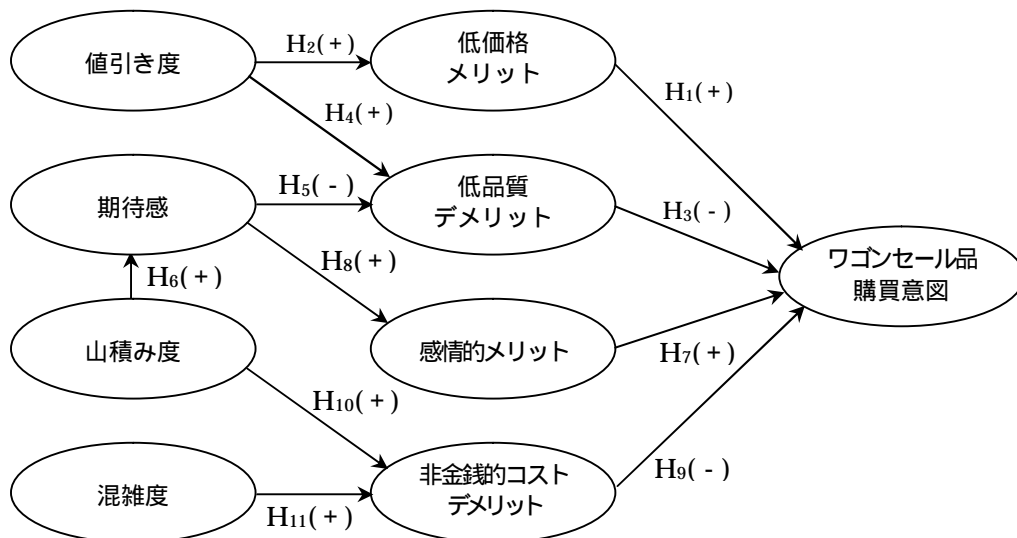 値引き度
H₂(+)
低価格
メリット
H₁(+)
H₄(+)
期待感
H₅(-)
低品質
デメリット
H₃(-)
H₈(+)
ワゴンセール品
購買意図
H₆(+)
山積み度
感情的メリット
H₇(+)
H₁₀(+)
混雑度
H₁₁(+)
非金銭的コスト
デメリット
H₉(-)